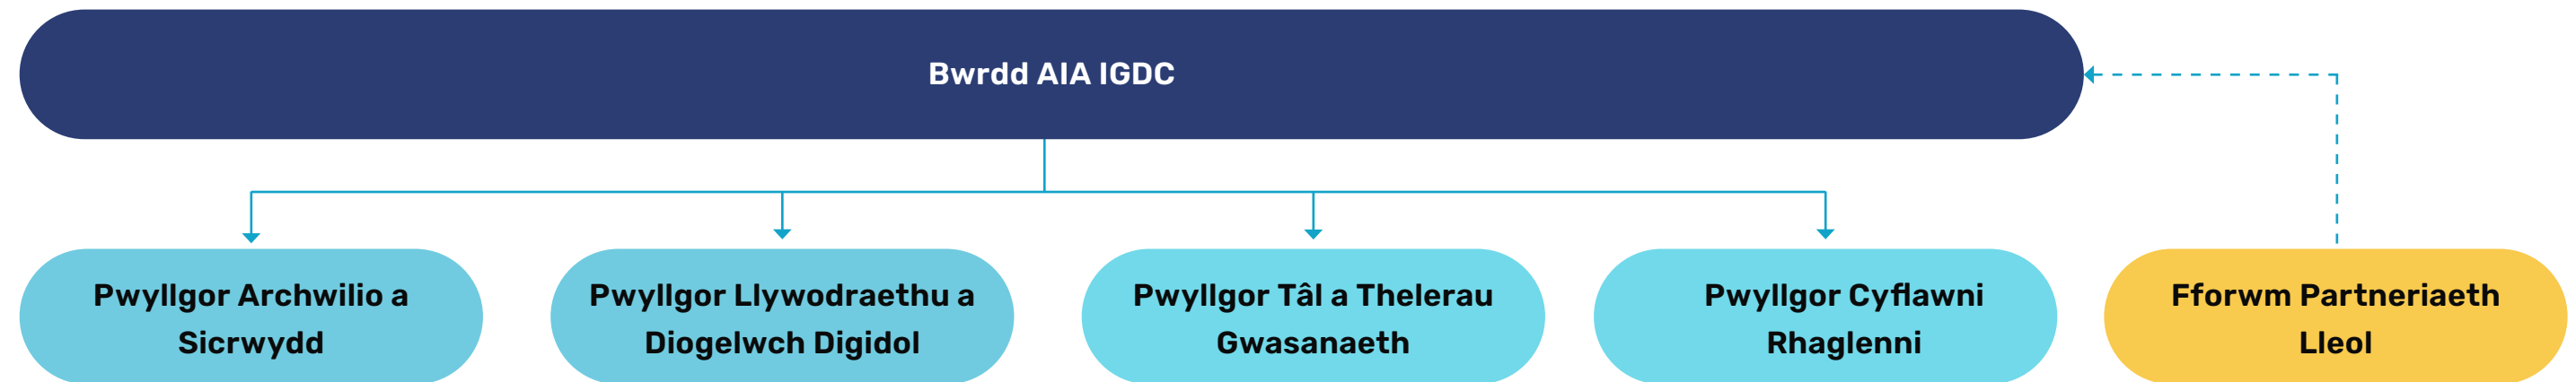 Bwrdd AIA IGDC
Pwyllgor Archwilio a
Sicrwydd
Pwyllgor Llywodraethu a
Diogelwch Digidol
Pwyllgor Tâl a Thelerau
Gwasanaeth
Pwyllgor Cyflawni
Rhaglenni
Fforwm Partneriaeth
Lleol